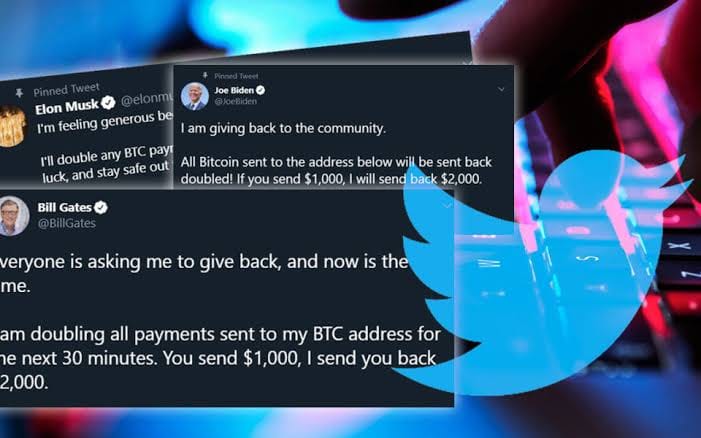 Pinned Tweet
Elon Musk @elonmu
I'm feeling generous be
I'll double any BTC payr
luck, and stay safe out
Pinned Tweet
Joe Biden
@JoeBiden
I am giving back to the community.
All Bitcoin sent to the address below will be sent back
doubled! If you send $1,000, I will send back $2,000.
Bill Gates
@BillGates
veryone is asking me to give back, and now is the
me.
am doubling all payments sent to my BTC address for
he next 30 minutes. You send $1,000, I send you back
2,000.